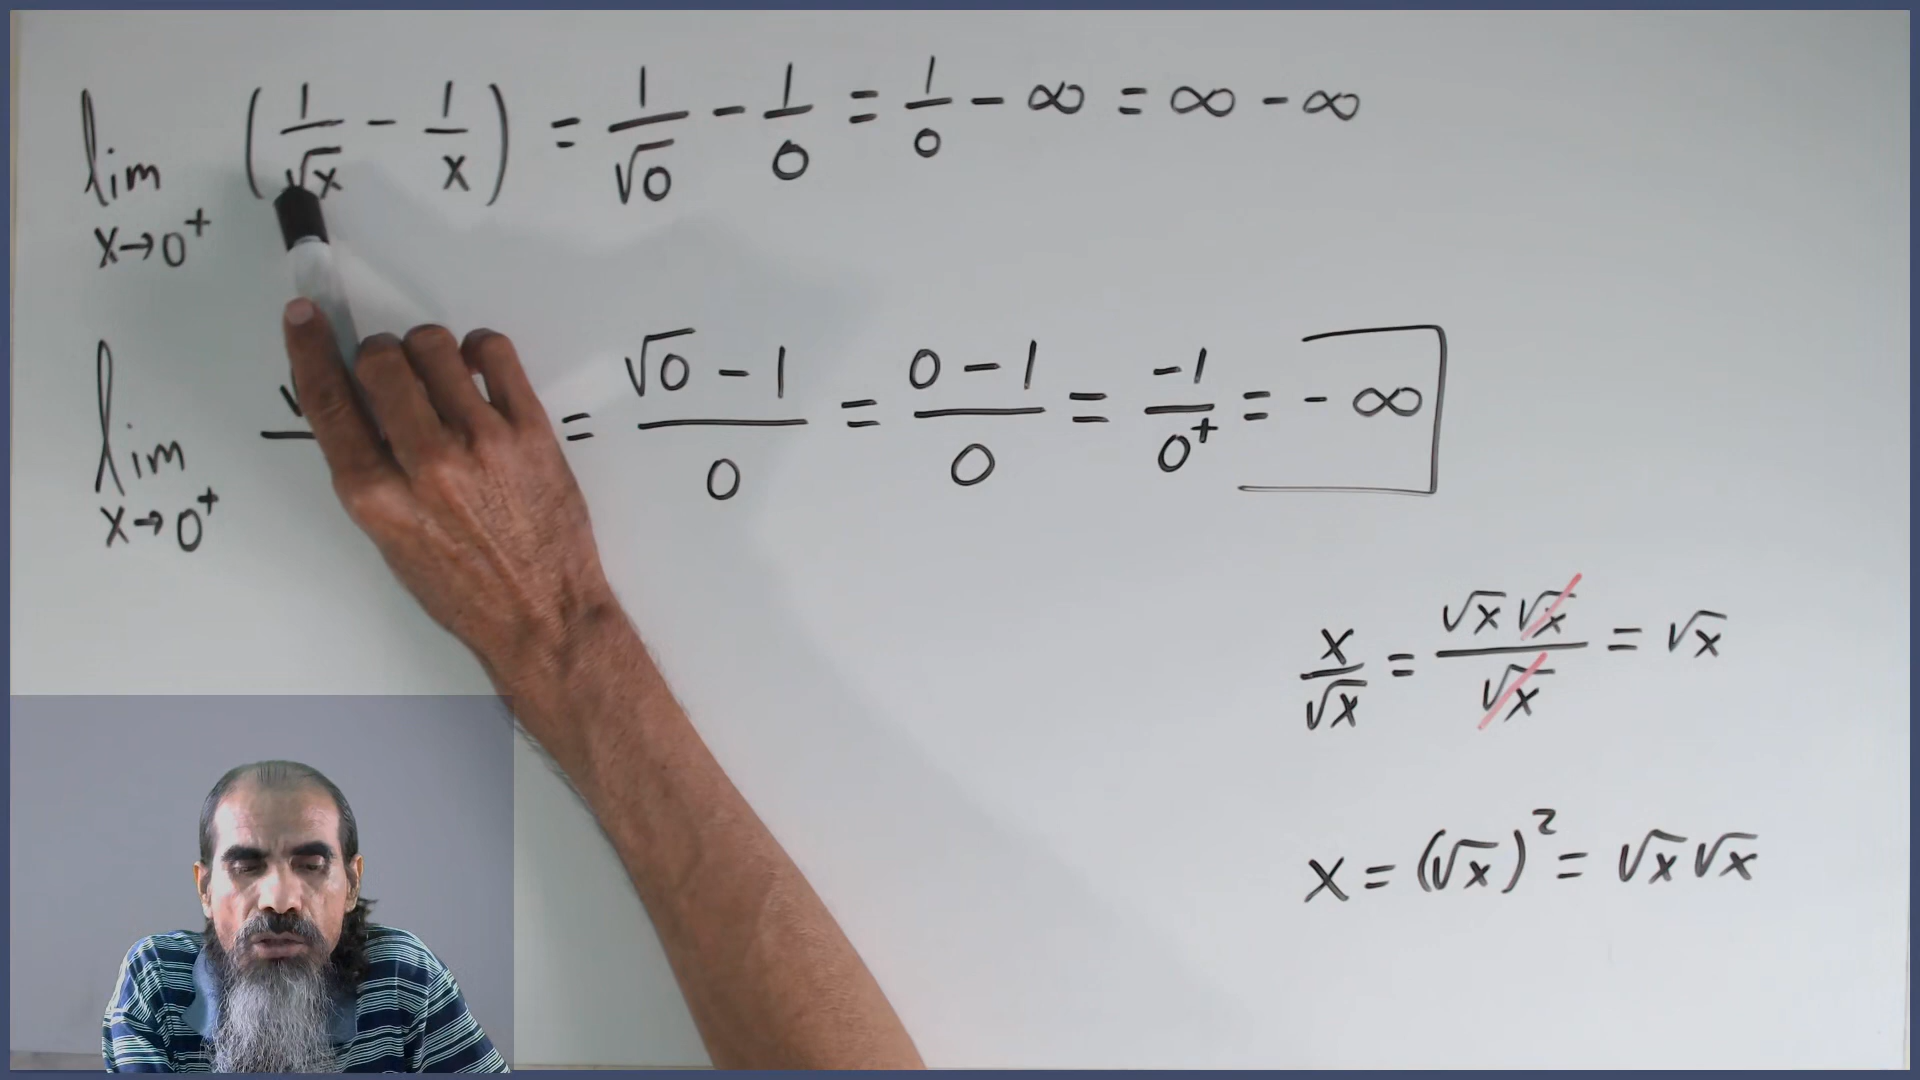 lim x→0⁺ (1/√x - 1/x) = 1/√0 - 1/0 = 1/0 - ∞ = ∞ - ∞
lim x→0⁺ = (√0 - 1)/0 = (0 - 1)/0 = -1/0⁺ = - ∞
x/√x = √x√x/√x = √x
x = (√x)² = √x√x